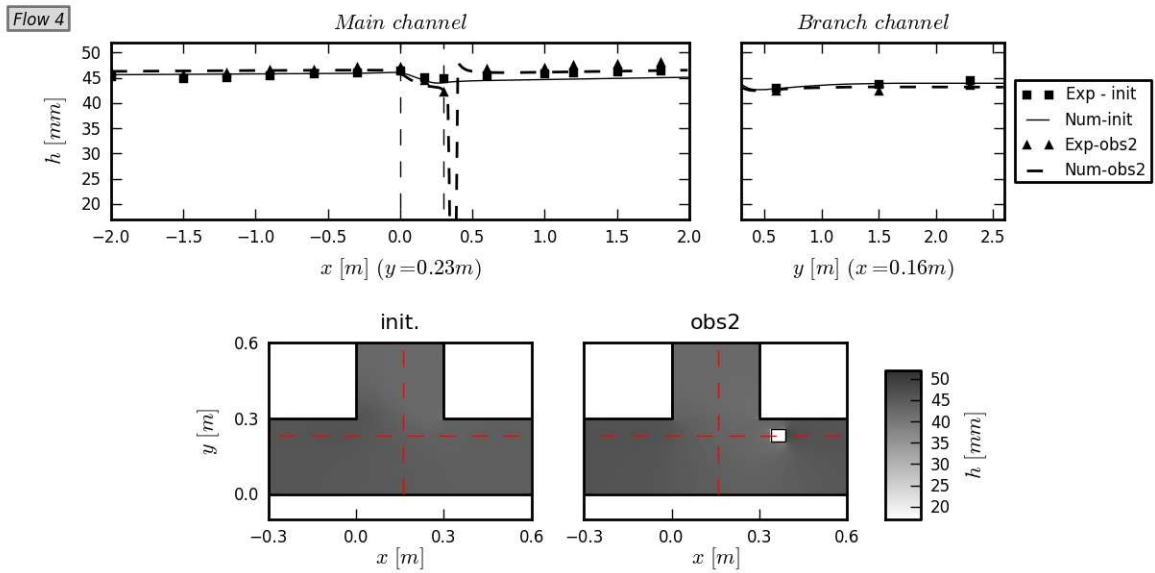 Flow 4
Main channel
Branch channel
50
45
40
35
30
25
20
h [mm]
−2.0 −1.5 −1.0 −0.5 0.0 0.5 1.0 1.5 2.0
x [m] (y=0.23m)
0.5 1.0 1.5 2.0 2.5
y [m] (x=0.16m)
Exp - init
Num-init
Exp-obs2
Num-obs2
init.
obs2
0.6
0.3
0.0
y [m]
−0.3 0.0 0.3 0.6
x [m]
−0.3 0.0 0.3 0.6
x [m]
50
45
40
35
30
25
20
h [mm]